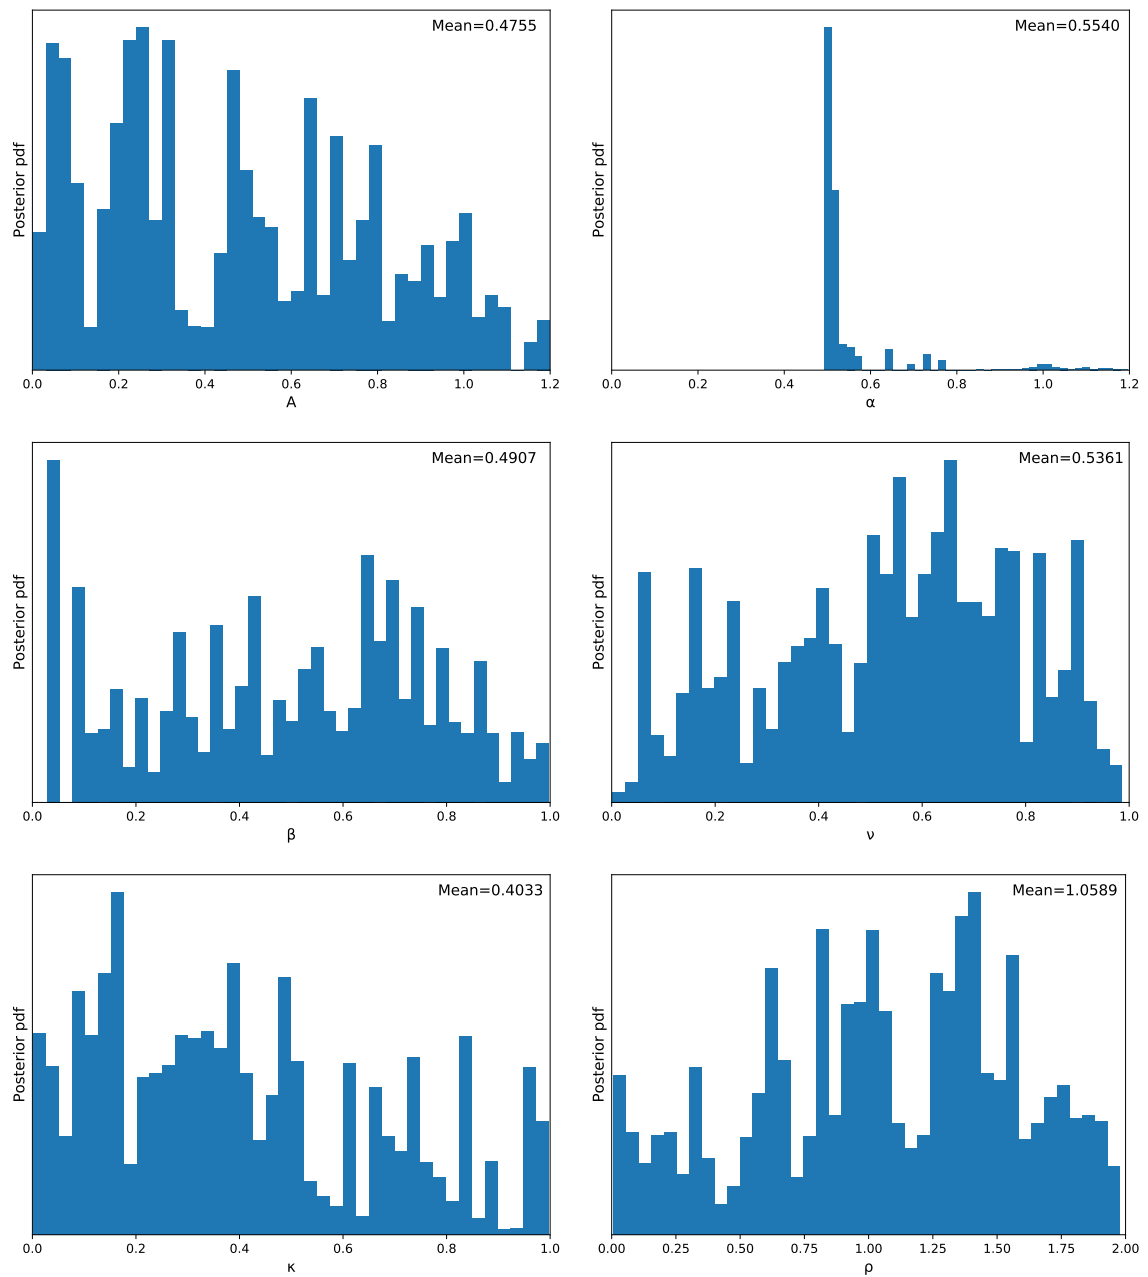 Mean=0.4755
Posterior pdf
0.0 0.2 0.4 0.6 0.8 1.0 1.2
A
Mean=0.5540
Posterior pdf
0.0 0.2 0.4 0.6 0.8 1.0 1.2
α
Mean=0.4907
Posterior pdf
0.0 0.2 0.4 0.6 0.8 1.0
β
Mean=0.5361
Posterior pdf
0.0 0.2 0.4 0.6 0.8 1.0
ν
Mean=0.4033
Posterior pdf
0.0 0.2 0.4 0.6 0.8 1.0
κ
Mean=1.0589
Posterior pdf
0.00 0.25 0.50 0.75 1.00 1.25 1.50 1.75 2.00
ρ